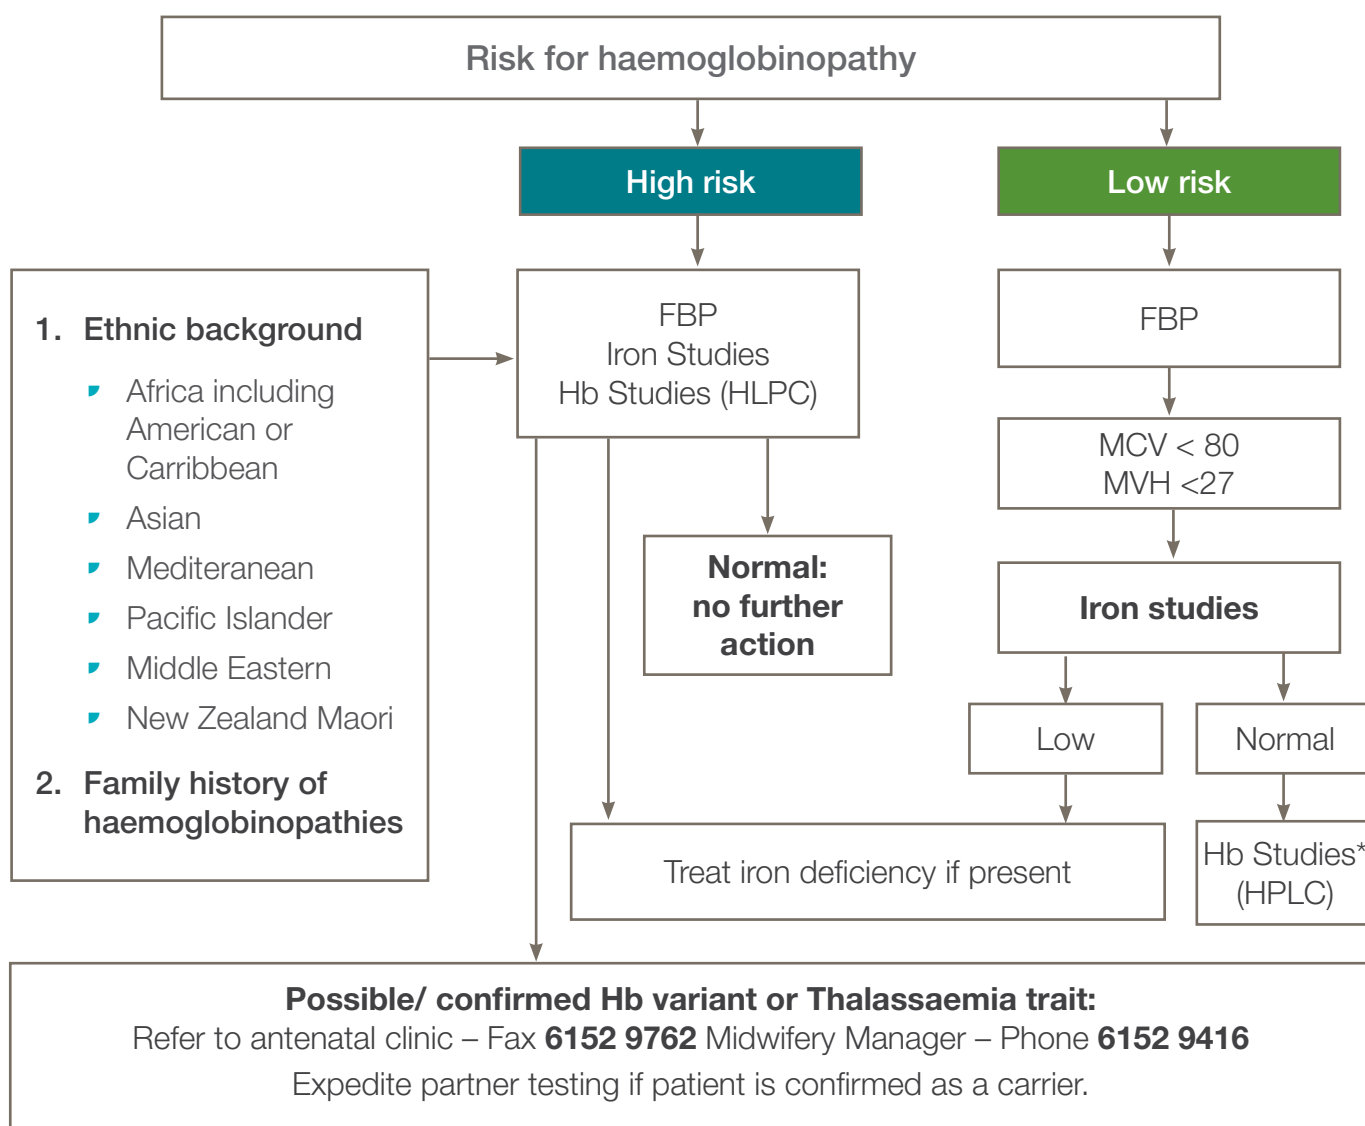 Risk for haemoglobinopathy
High risk
Low risk
1. Ethnic background
Africa including
American or
Carribbean
Asian
Mediteranean
Pacific Islander
Middle Eastern
New Zealand Maori
2. Family history of
haemoglobinopathies
FBP
Iron Studies
Hb Studies (HLPC)
Normal:
no further
action
FBP
MCV < 80
MVH <27
Iron studies
Low
Normal
Treat iron deficiency if present
Hb Studies*
(HPLC)
Possible/ confirmed Hb variant or Thalassaemia trait:
Refer to antenatal clinic – Fax 6152 9762 Midwifery Manager – Phone 6152 9416
Expedite partner testing if patient is confirmed as a carrier.